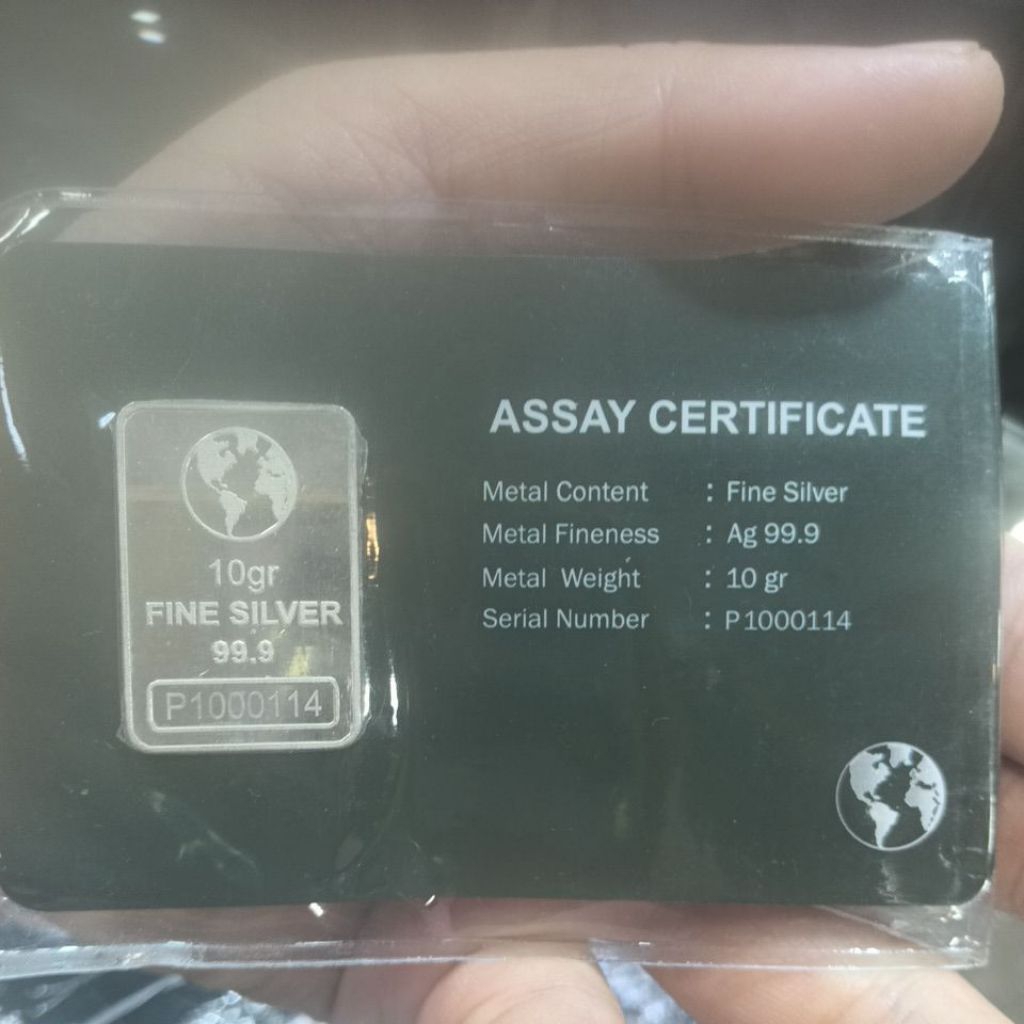 10gr
FINE SILVER
99.9
P1000114
ASSAY CERTIFICATE
Metal Content : Fine Silver
Metal Fineness : Ag 99.9
Metal Weight : 10 gr
Serial Number : P1000114